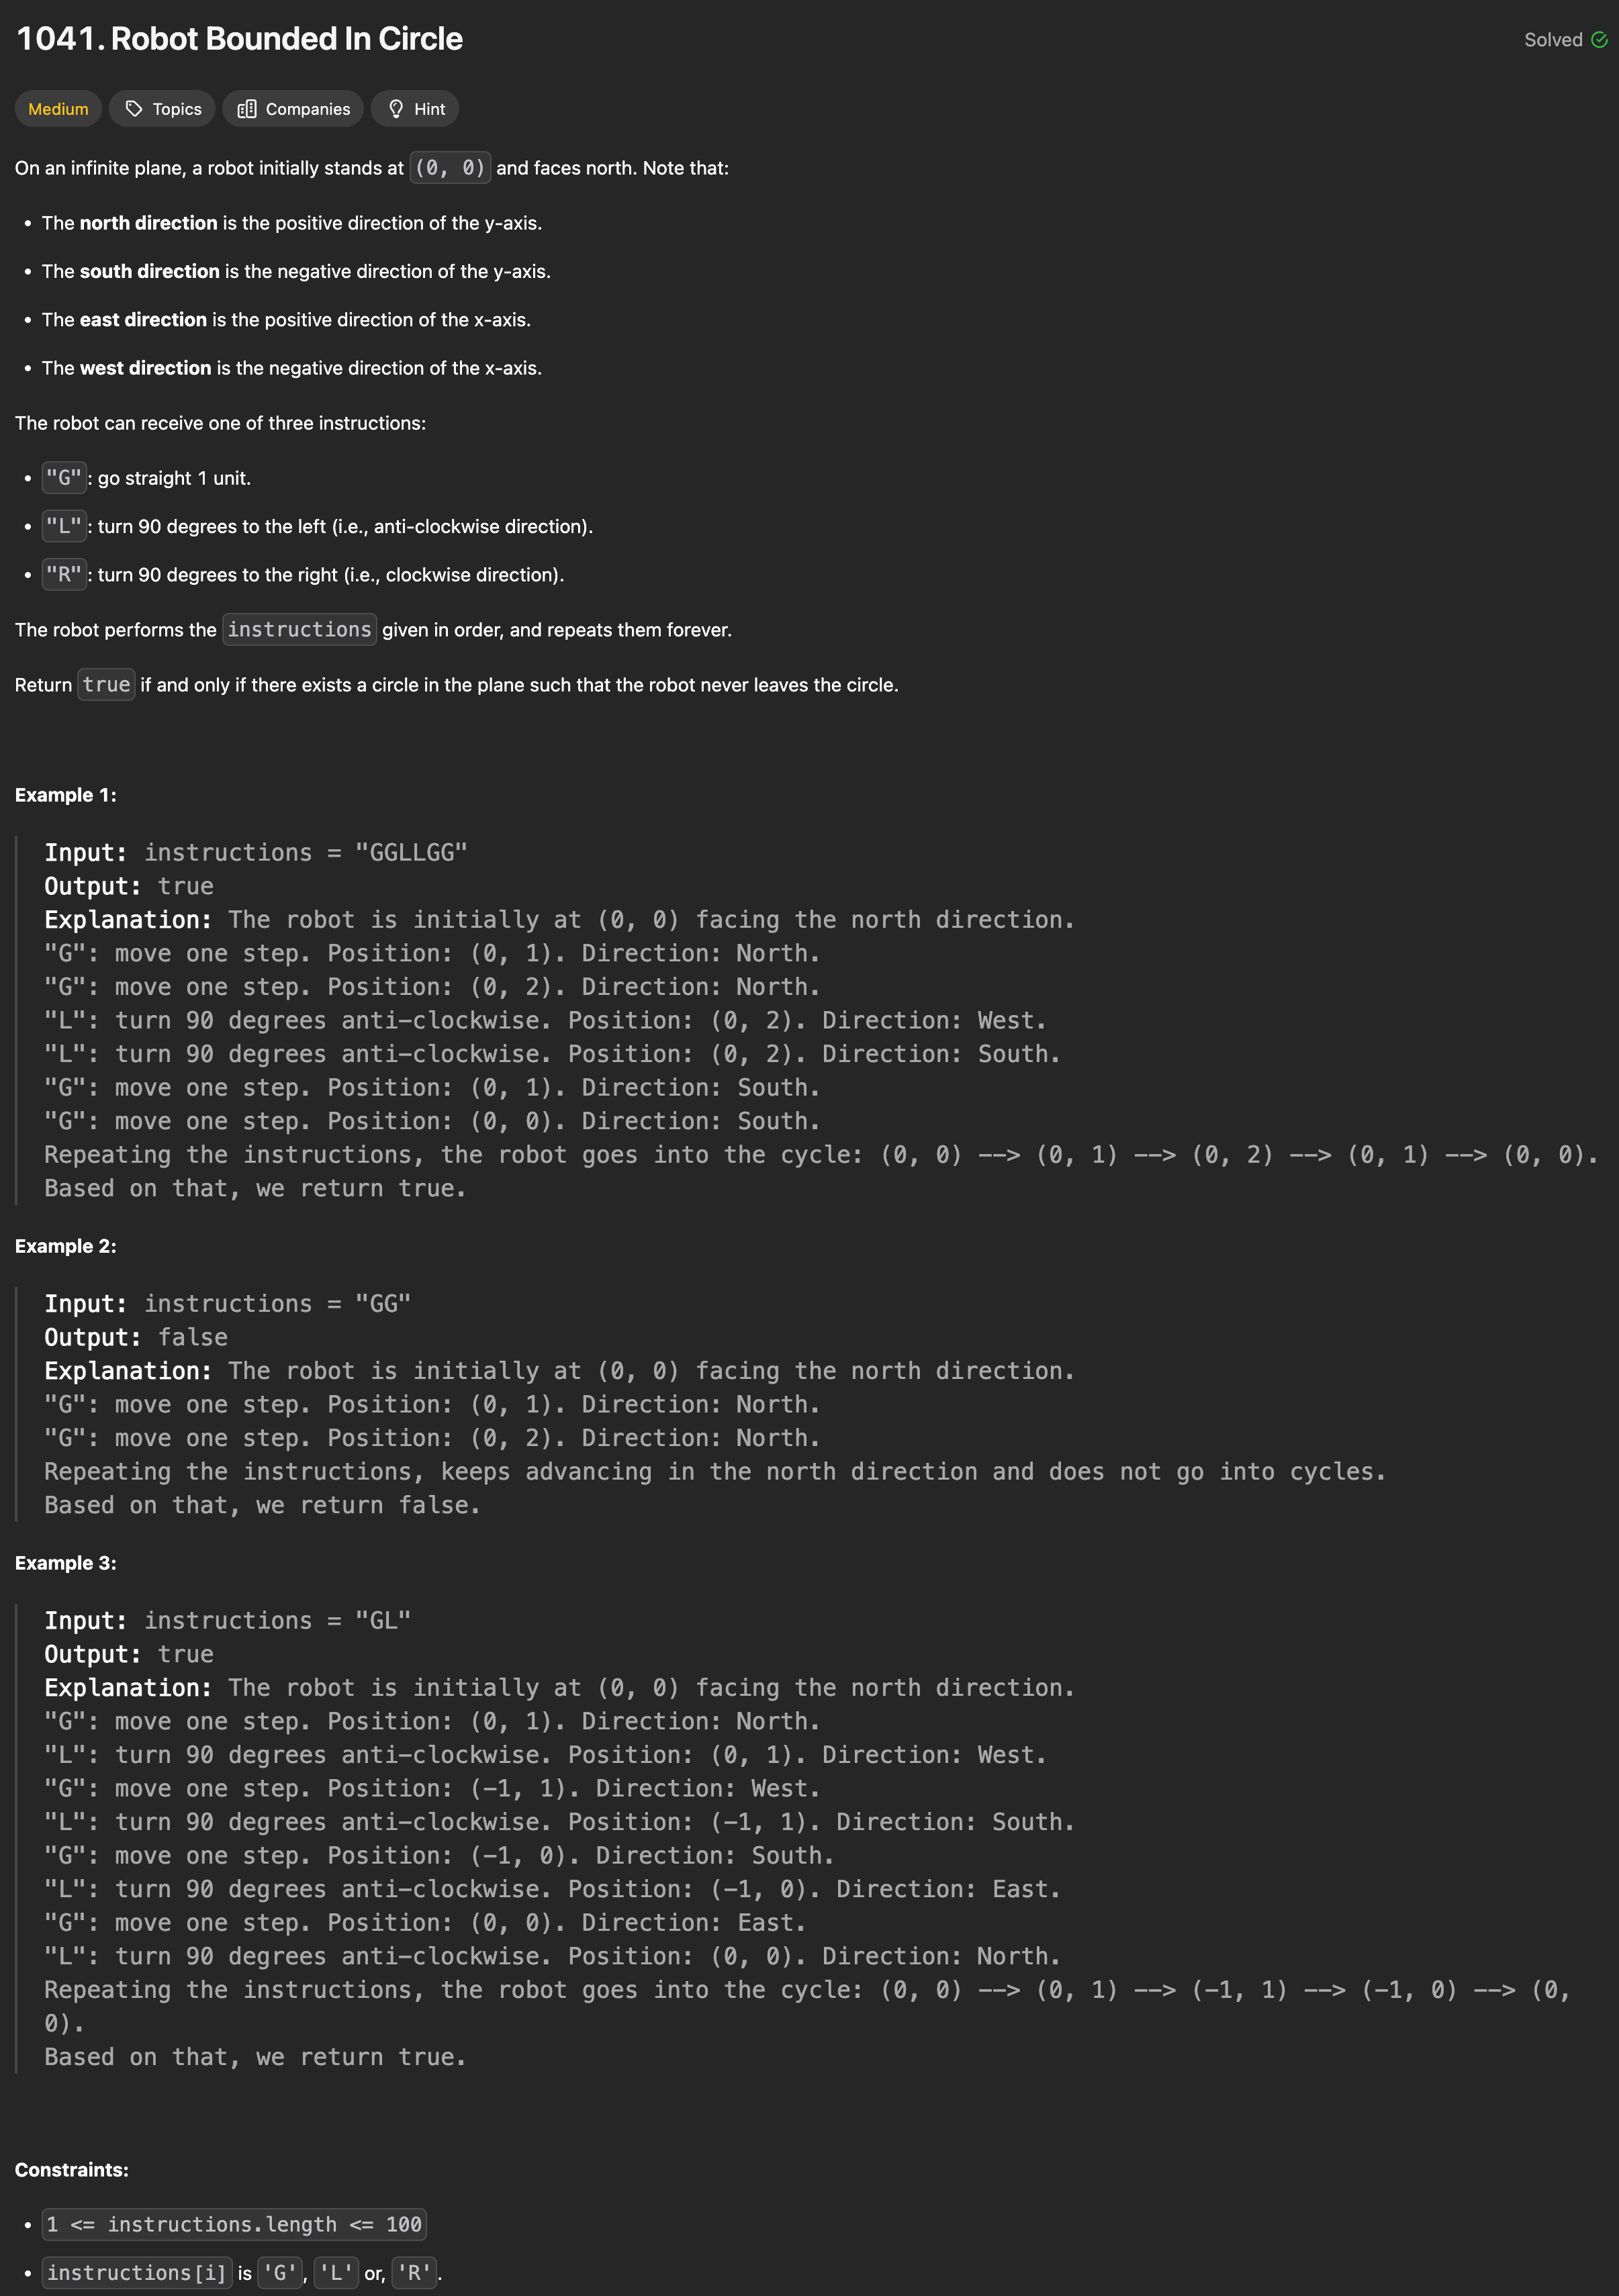 1041. Robot Bounded In Circle
Solved
Medium
Topics
Companies
Hint
On an infinite plane, a robot initially stands at (0, 0) and faces north. Note that:
• The north direction is the positive direction of the y-axis.
• The south direction is the negative direction of the y-axis.
• The east direction is the positive direction of the x-axis.
• The west direction is the negative direction of the x-axis.
The robot can receive one of three instructions:
• "G": go straight 1 unit.
• "L": turn 90 degrees to the left (i.e., anti-clockwise direction).
• "R": turn 90 degrees to the right (i.e., clockwise direction).
The robot performs the instructions given in order, and repeats them forever.
Return true if and only if there exists a circle in the plane such that the robot never leaves the circle.
Example 1:
Input: instructions = "GGLLGG"
Output: true
Explanation: The robot is initially at (0, 0) facing the north direction.
"G": move one step. Position: (0, 1). Direction: North.
"G": move one step. Position: (0, 2). Direction: North.
"L": turn 90 degrees anti-clockwise. Position: (0, 2). Direction: West.
"L": turn 90 degrees anti-clockwise. Position: (0, 2). Direction: South.
"G": move one step. Position: (0, 1). Direction: South.
"G": move one step. Position: (0, 0). Direction: South.
Repeating the instructions, the robot goes into the cycle: (0, 0) --> (0, 1) --> (0, 2) --> (0, 1) --> (0, 0).
Based on that, we return true.
Example 2:
Input: instructions = "GG"
Output: false
Explanation: The robot is initially at (0, 0) facing the north direction.
"G": move one step. Position: (0, 1). Direction: North.
"G": move one step. Position: (0, 2). Direction: North.
Repeating the instructions, keeps advancing in the north direction and does not go into cycles.
Based on that, we return false.
Example 3:
Input: instructions = "GL"
Output: true
Explanation: The robot is initially at (0, 0) facing the north direction.
"G": move one step. Position: (0, 1). Direction: North.
"L": turn 90 degrees anti-clockwise. Position: (0, 1). Direction: West.
"G": move one step. Position: (-1, 1). Direction: West.
"L": turn 90 degrees anti-clockwise. Position: (-1, 1). Direction: South.
"G": move one step. Position: (-1, 0). Direction: South.
"L": turn 90 degrees anti-clockwise. Position: (-1, 0). Direction: East.
"G": move one step. Position: (0, 0). Direction: East.
"L": turn 90 degrees anti-clockwise. Position: (0, 0). Direction: North.
Repeating the instructions, the robot goes into the cycle: (0, 0) --> (0, 1) --> (-1, 1) --> (-1, 0) --> (0,
0).
Based on that, we return true.
Constraints:
• 1 <= instructions.length <= 100
• instructions[i] is 'G', 'L' or, 'R'.